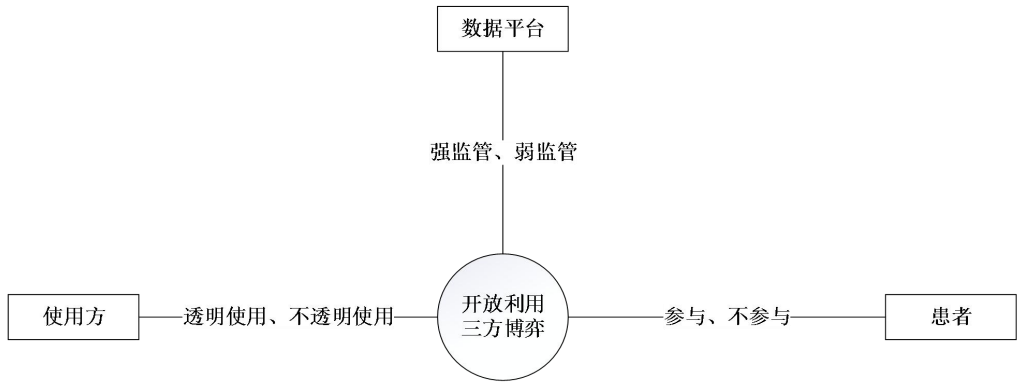 数据平台
强监管、弱监管
使用方
透明使用、不透明使用
开放利用
三方博弈
参与、不参与
患者